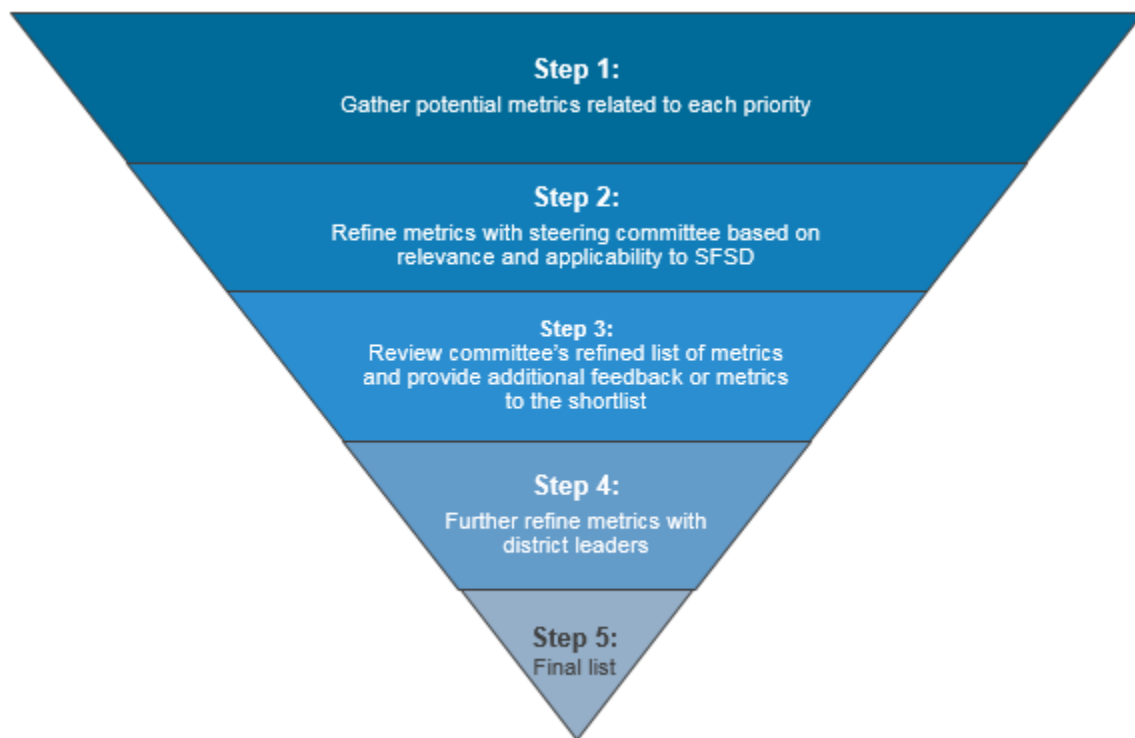 Step 1:
Gather potential metrics related to each priority
Step 2:
Refine metrics with steering committee based on
relevance and applicability to SFSD
Step 3:
Review committee’s refined list of metrics
and provide additional feedback or metrics
to the shortlist
Step 4:
Further refine metrics with
district leaders
Step 5:
Final list